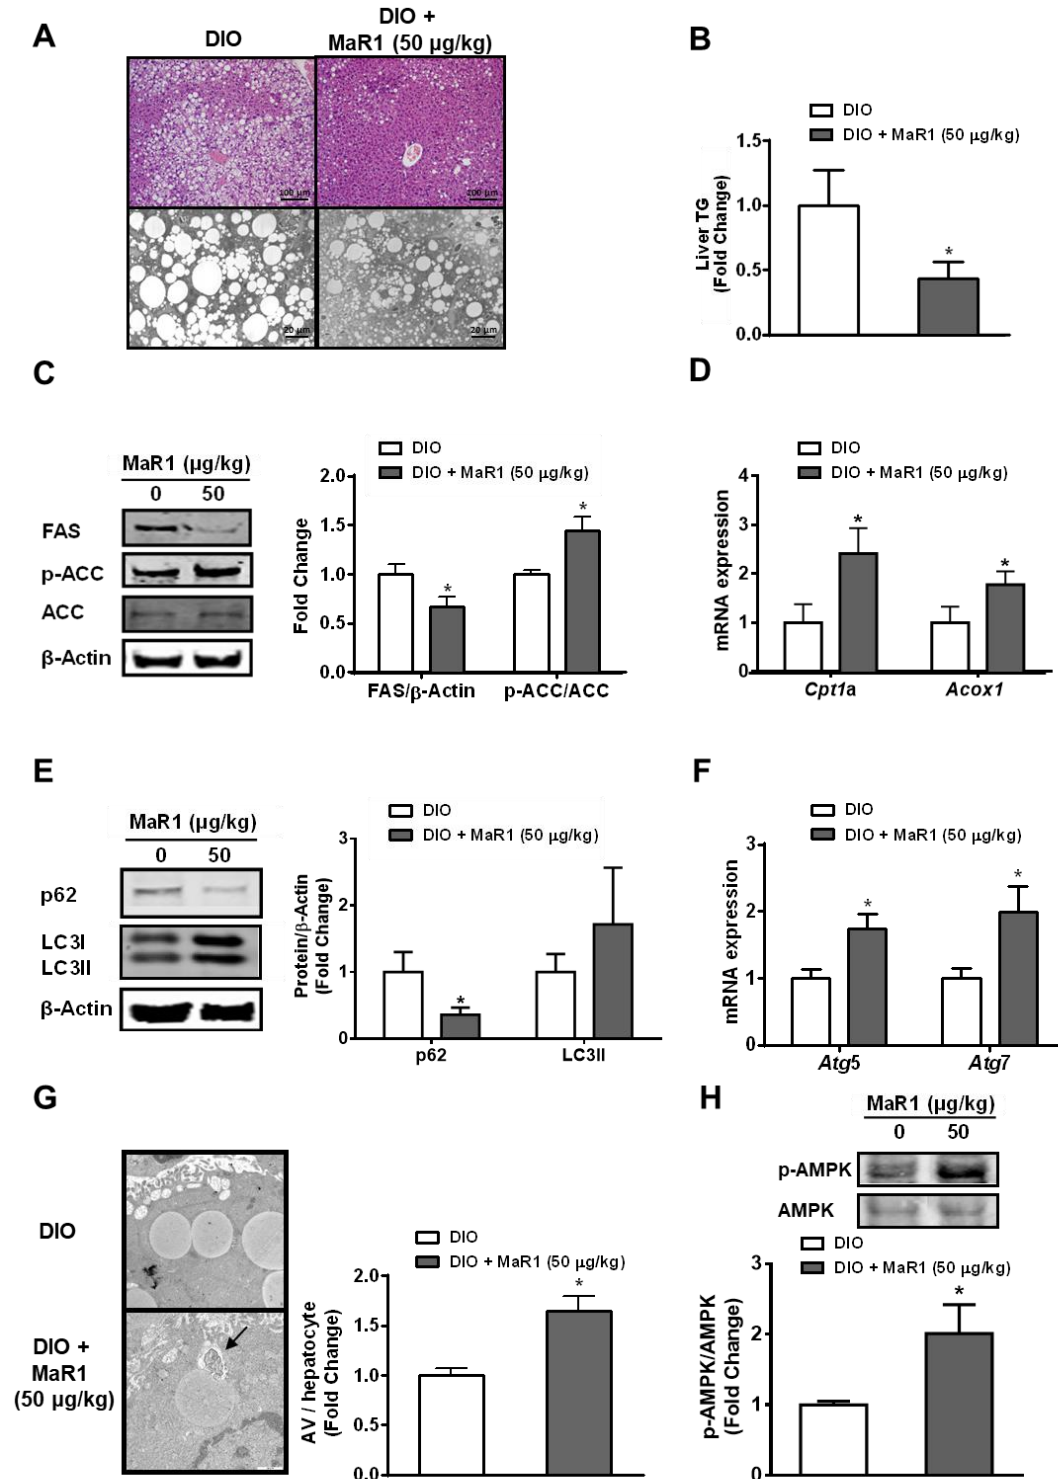 A
DIO
DIO +
MaR1 (50 µg/kg)
100 µm
100 µm
20 µm
20 µm
B
DIO
DIO + MaR1 (50 µg/kg)
Liver TG
(Fold Change)
1.5
1.0
0.5
0.0
*
C
MaR1 (µg/kg)
0 50
FAS
p-ACC
ACC
β-Actin
DIO
DIO + MaR1 (50 µg/kg)
Fold Change
2.0
1.5
1.0
0.5
0.0
*
*
FAS/β-Actin p-ACC/ACC
D
DIO
DIO + MaR1 (50 µg/kg)
mRNA expression
4
3
2
1
0
*
*
Cpt1a Acox1
E
MaR1 (µg/kg)
0 50
p62
LC3I
LC3II
β-Actin
DIO
DIO + MaR1 (50 µg/kg)
Protein/β-Actin
(Fold Change)
3
2
1
0
*
p62 LC3II
F
DIO
DIO + MaR1 (50 µg/kg)
mRNA expression
3
2
1
0
*
*
Atg5 Atg7
G
DIO
DIO +
MaR1
(50 µg/kg)
DIO
DIO + MaR1 (50 µg/kg)
AV / hepatocyte
(Fold Change)
2.0
1.5
1.0
0.5
0.0
*
H
MaR1 (µg/kg)
0 50
p-AMPK
AMPK
DIO
DIO + MaR1 (50 µg/kg)
p-AMPK/AMPK
(Fold Change)
3
2
1
0
*